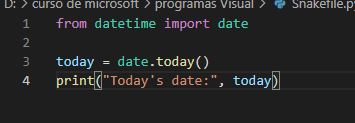 D: > curso de microsoft > programas Visual > Snakefile.py
1 from datetime import date
2
3 today = date.today()
4 print("Today's date:", today)